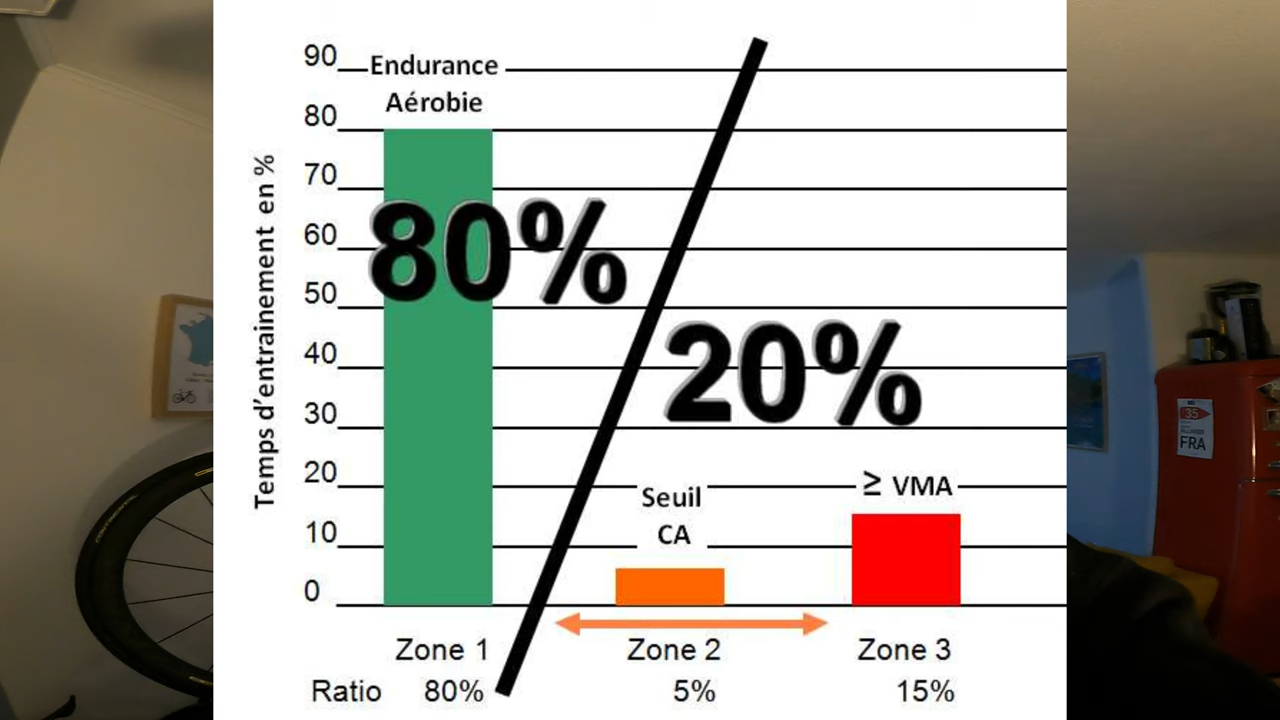 90
Endurance
Aérobie
80
70
80%
60
50
40
20%
30
20
Seuil
CA
≥ VMA
10
0
Temps d'entrainement en %
Zone 1
Zone 2
Zone 3
Ratio 80% 5% 15%
35
FRA